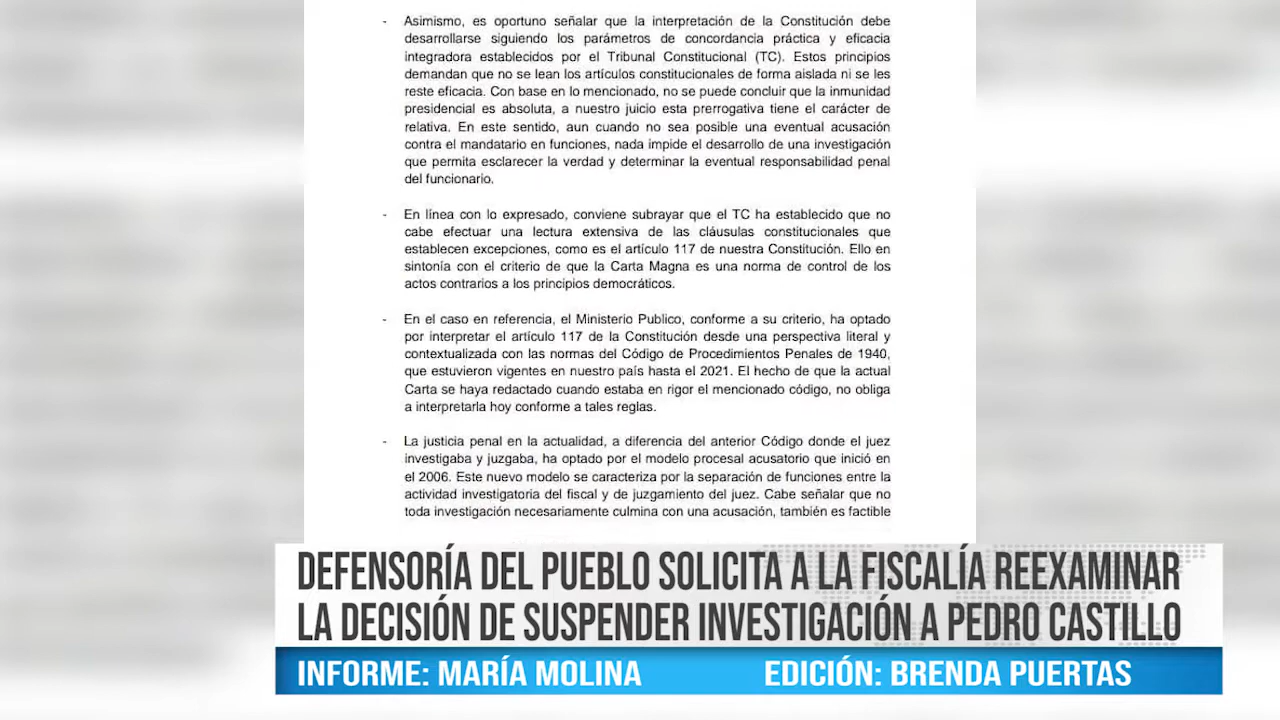 - Asimismo, es oportuno señalar que la interpretación de la Constitución debe
desarrollarse siguiendo los parámetros de concordancia práctica y eficacia
integradora establecidos por el Tribunal Constitucional (TC). Estos principios
demandan que no se lean los artículos constitucionales de forma aislada ni se les
reste eficacia. Con base en lo mencionado, no se puede concluir que la inmunidad
presidencial es absoluta, a nuestro juicio esta prerrogativa tiene el carácter de
relativa. En este sentido, aun cuando no sea posible una eventual acusación
contra el mandatario en funciones, nada impide el desarrollo de una investigación
que permita esclarecer la verdad y determinar la eventual responsabilidad penal
del funcionario.
- En línea con lo expresado, conviene subrayar que el TC ha establecido que no
cabe efectuar una lectura extensiva de las cláusulas constitucionales que
establecen excepciones, como es el artículo 117 de nuestra Constitución. Ello en
sintonía con el criterio de que la Carta Magna es una norma de control de los
actos contrarios a los principios democráticos.
- En el caso en referencia, el Ministerio Publico, conforme a su criterio, ha optado
por interpretar el artículo 117 de la Constitución desde una perspectiva literal y
contextualizada con las normas del Código de Procedimientos Penales de 1940,
que estuvieron vigentes en nuestro país hasta el 2021. El hecho de que la actual
Carta se haya redactado cuando estaba en rigor el mencionado código, no obliga
a interpretarla hoy conforme a tales reglas.
- La justicia penal en la actualidad, a diferencia del anterior Código donde el juez
investigaba y juzgaba, ha optado por el modelo procesal acusatorio que inició en
el 2006. Este nuevo modelo se caracteriza por la separación de funciones entre la
actividad investigatoria del fiscal y de juzgamiento del juez. Cabe señalar que no
toda investigación necesariamente culmina con una acusación, también es factible
DEFENSORÍA DEL PUEBLO SOLICITA A LA FISCALÍA REEXAMINAR
LA DECISIÓN DE SUSPENDER INVESTIGACIÓN A PEDRO CASTILLO
INFORME: MARÍA MOLINA EDICIÓN: BRENDA PUERTAS